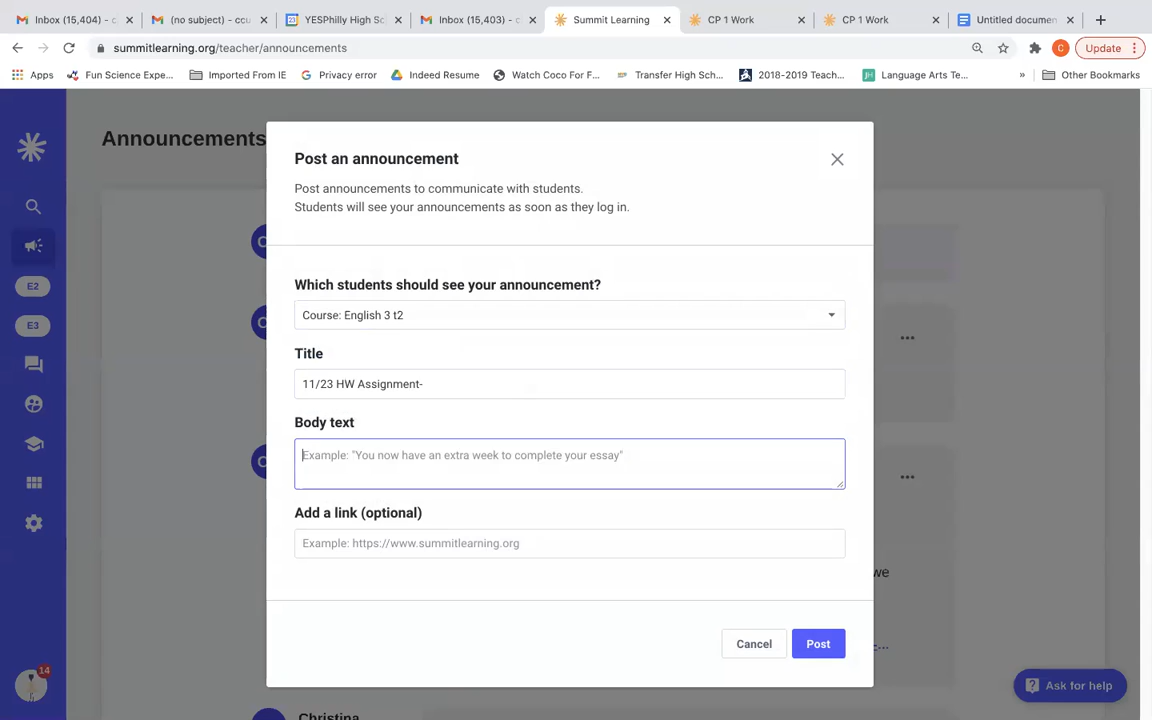 Inbox (15,404) - c
(no subject) - ccu
YESPhilly High Sc
Inbox (15,403) - c
Summit Learning
CP 1 Work
CP 1 Work
Untitled documen
summitlearning.org/teacher/announcements
Update
Apps
Fun Science Expe...
Imported From IE
Privacy error
Indeed Resume
Watch Coco For F...
Transfer High Sch...
2018-2019 Teach...
Language Arts Te...
»
Other Bookmarks
Announcements
Post an announcement
Post announcements to communicate with students.
Students will see your announcements as soon as they log in.
E2
E3
Which students should see your announcement?
Course: English 3 t2
Title
11/23 HW Assignment-
Body text
Example: "You now have an extra week to complete your essay"
Add a link (optional)
Example: https://www.summitlearning.org
we
Cancel
Post
14
Ask for help
Christina